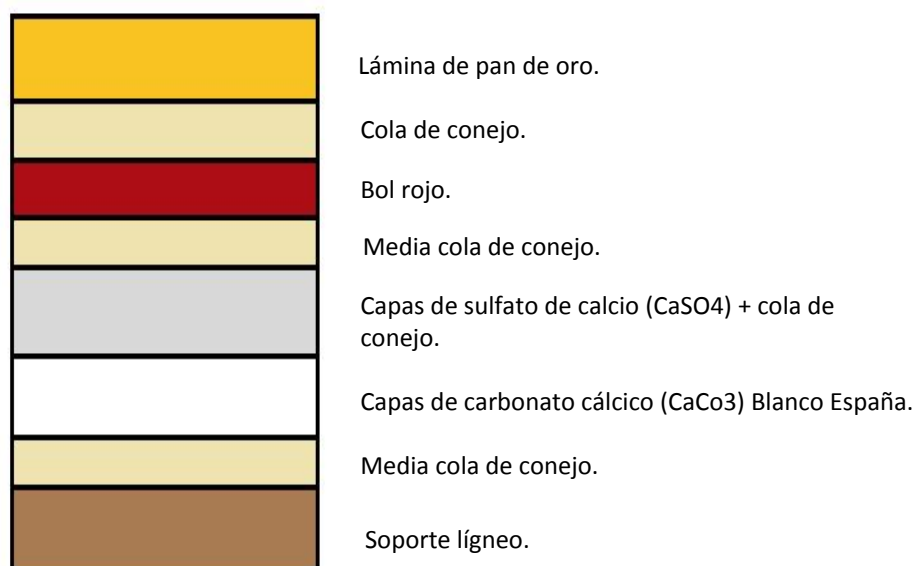 Lámina de pan de oro.
Cola de conejo.
Bol rojo.
Media cola de conejo.
Capas de sulfato de calcio (CaSO4) + cola de
conejo.
Capas de carbonato cálcico (CaCo3) Blanco España.
Media cola de conejo.
Soporte lígneo.